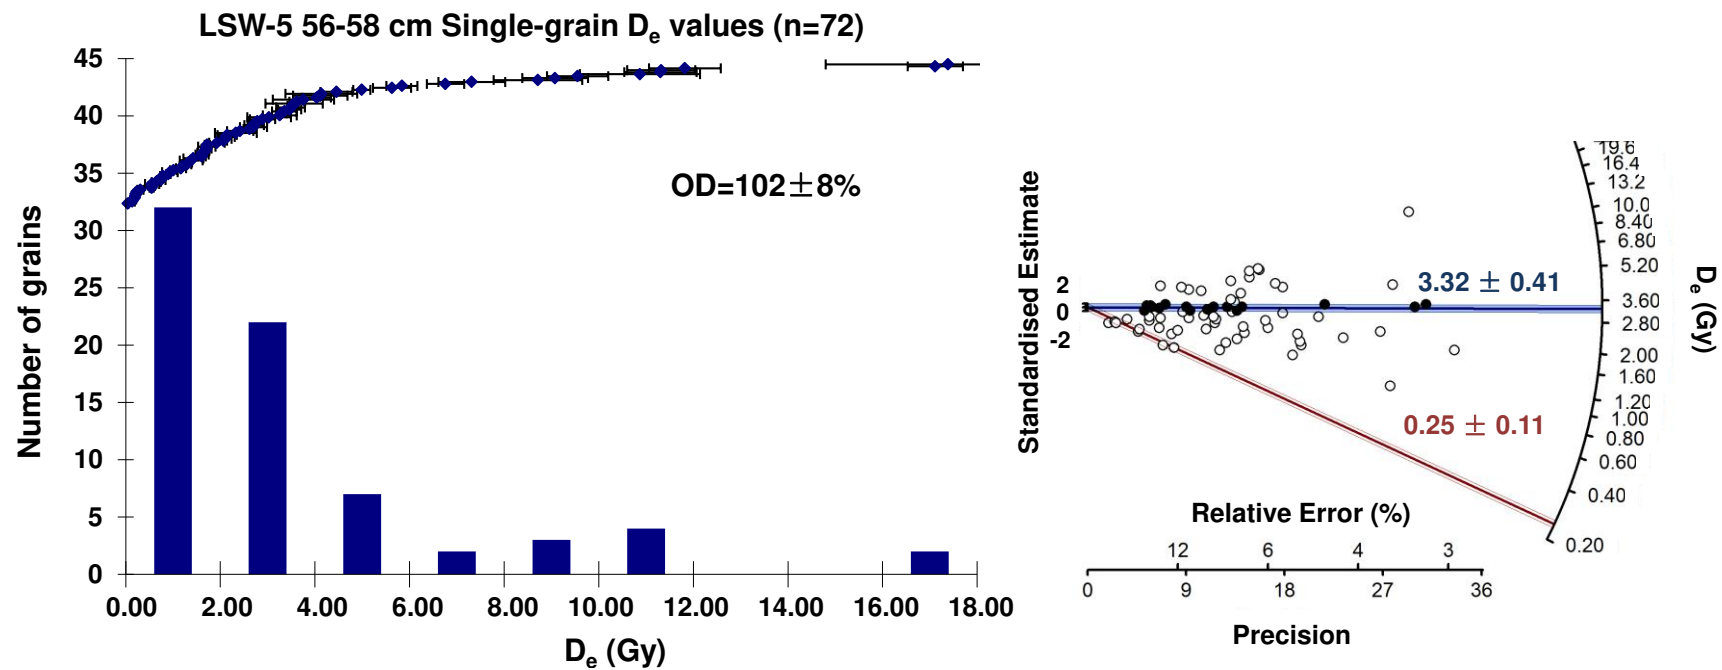 LSW-5 56-58 cm Single-grain De values (n=72)
45
40
35
30
25
20
15
10
5
0
Number of grains
OD=102±8%
0.00 2.00 4.00 6.00 8.00 10.00 12.00 14.00 16.00 18.00
De (Gy)
Standardised Estimate
2
0
-2
3.32 ± 0.41
0.25 ± 0.11
19.6
16.4
13.2
10.0
8.40
6.80
5.20
3.60
2.80
2.00
1.60
1.20
1.00
0.80
0.60
0.40
0.20
De (Gy)
Relative Error (%)
12 6 4 3
0 9 18 27 36
Precision